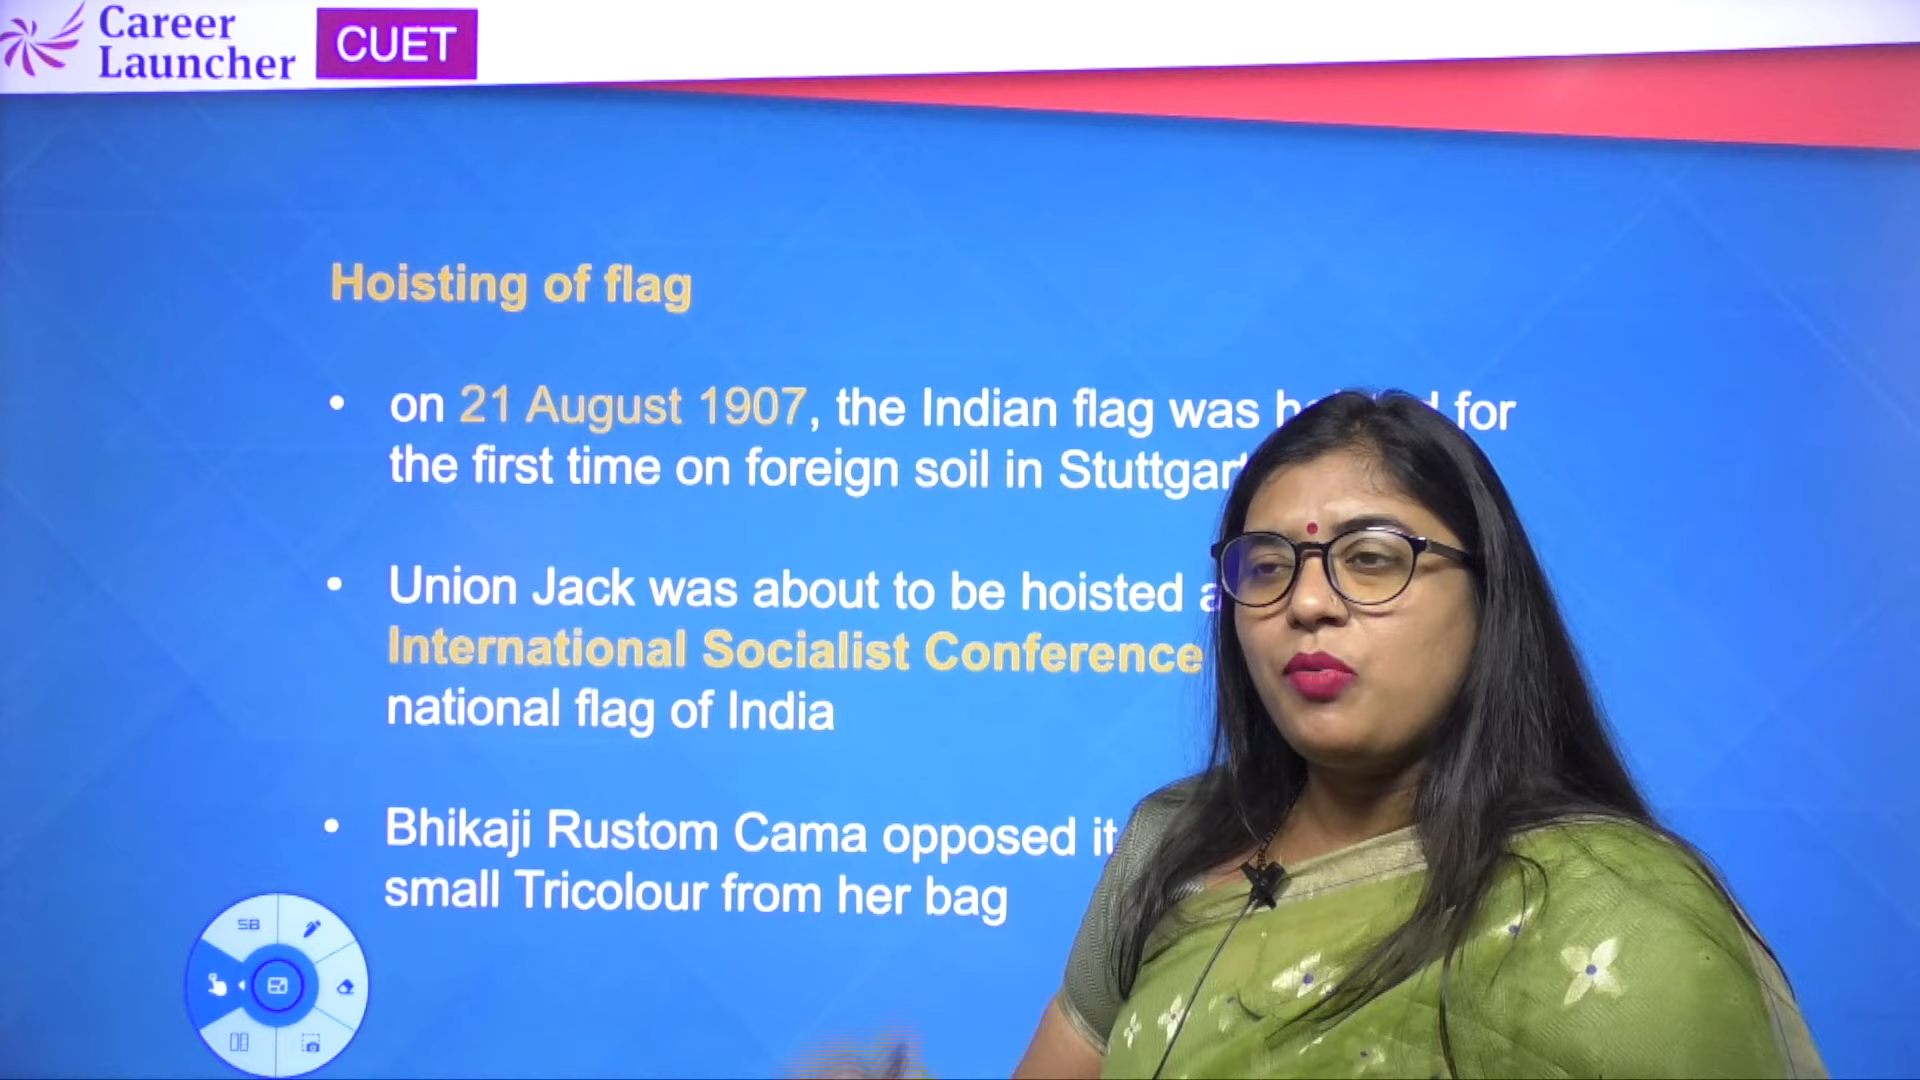 Career
Launcher
CUET
Hoisting of flag
• on 21 August 1907, the Indian flag was for
the first time on foreign soil in
• Union Jack was about to be hoisted
International Socialist Conference
national flag of India
• Bhikaji Rustom Cama opposed it
small Tricolour from her bag
SB